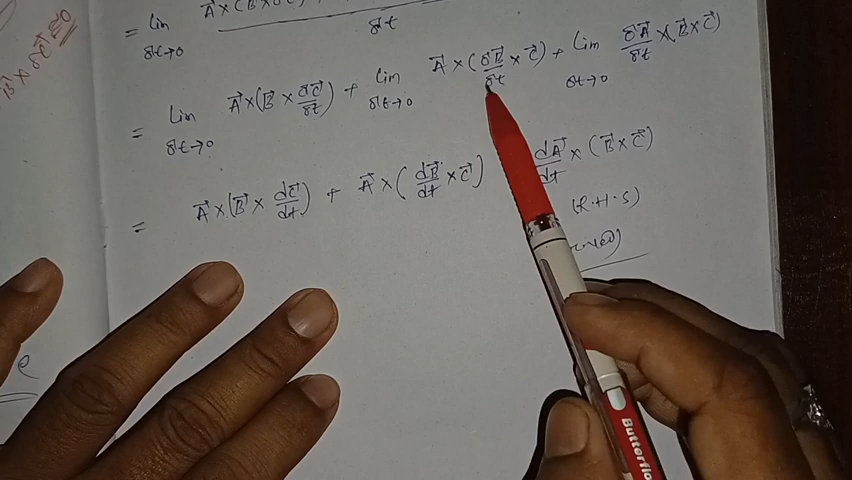 = lim δt→0 δt
= lim δt→0 A⃗ × (B⃗ × δC⃗/δt) + lim δt→0 A⃗ × (δB⃗/δt × C⃗) + lim δt→0 δA⃗/δt × (B⃗ × C⃗)
= A⃗ × (B⃗ × dC⃗/dt) + A⃗ × (dB⃗/dt × C⃗) dA⃗/dt × (B⃗ × C⃗)
(R.H.S)
Butterfl